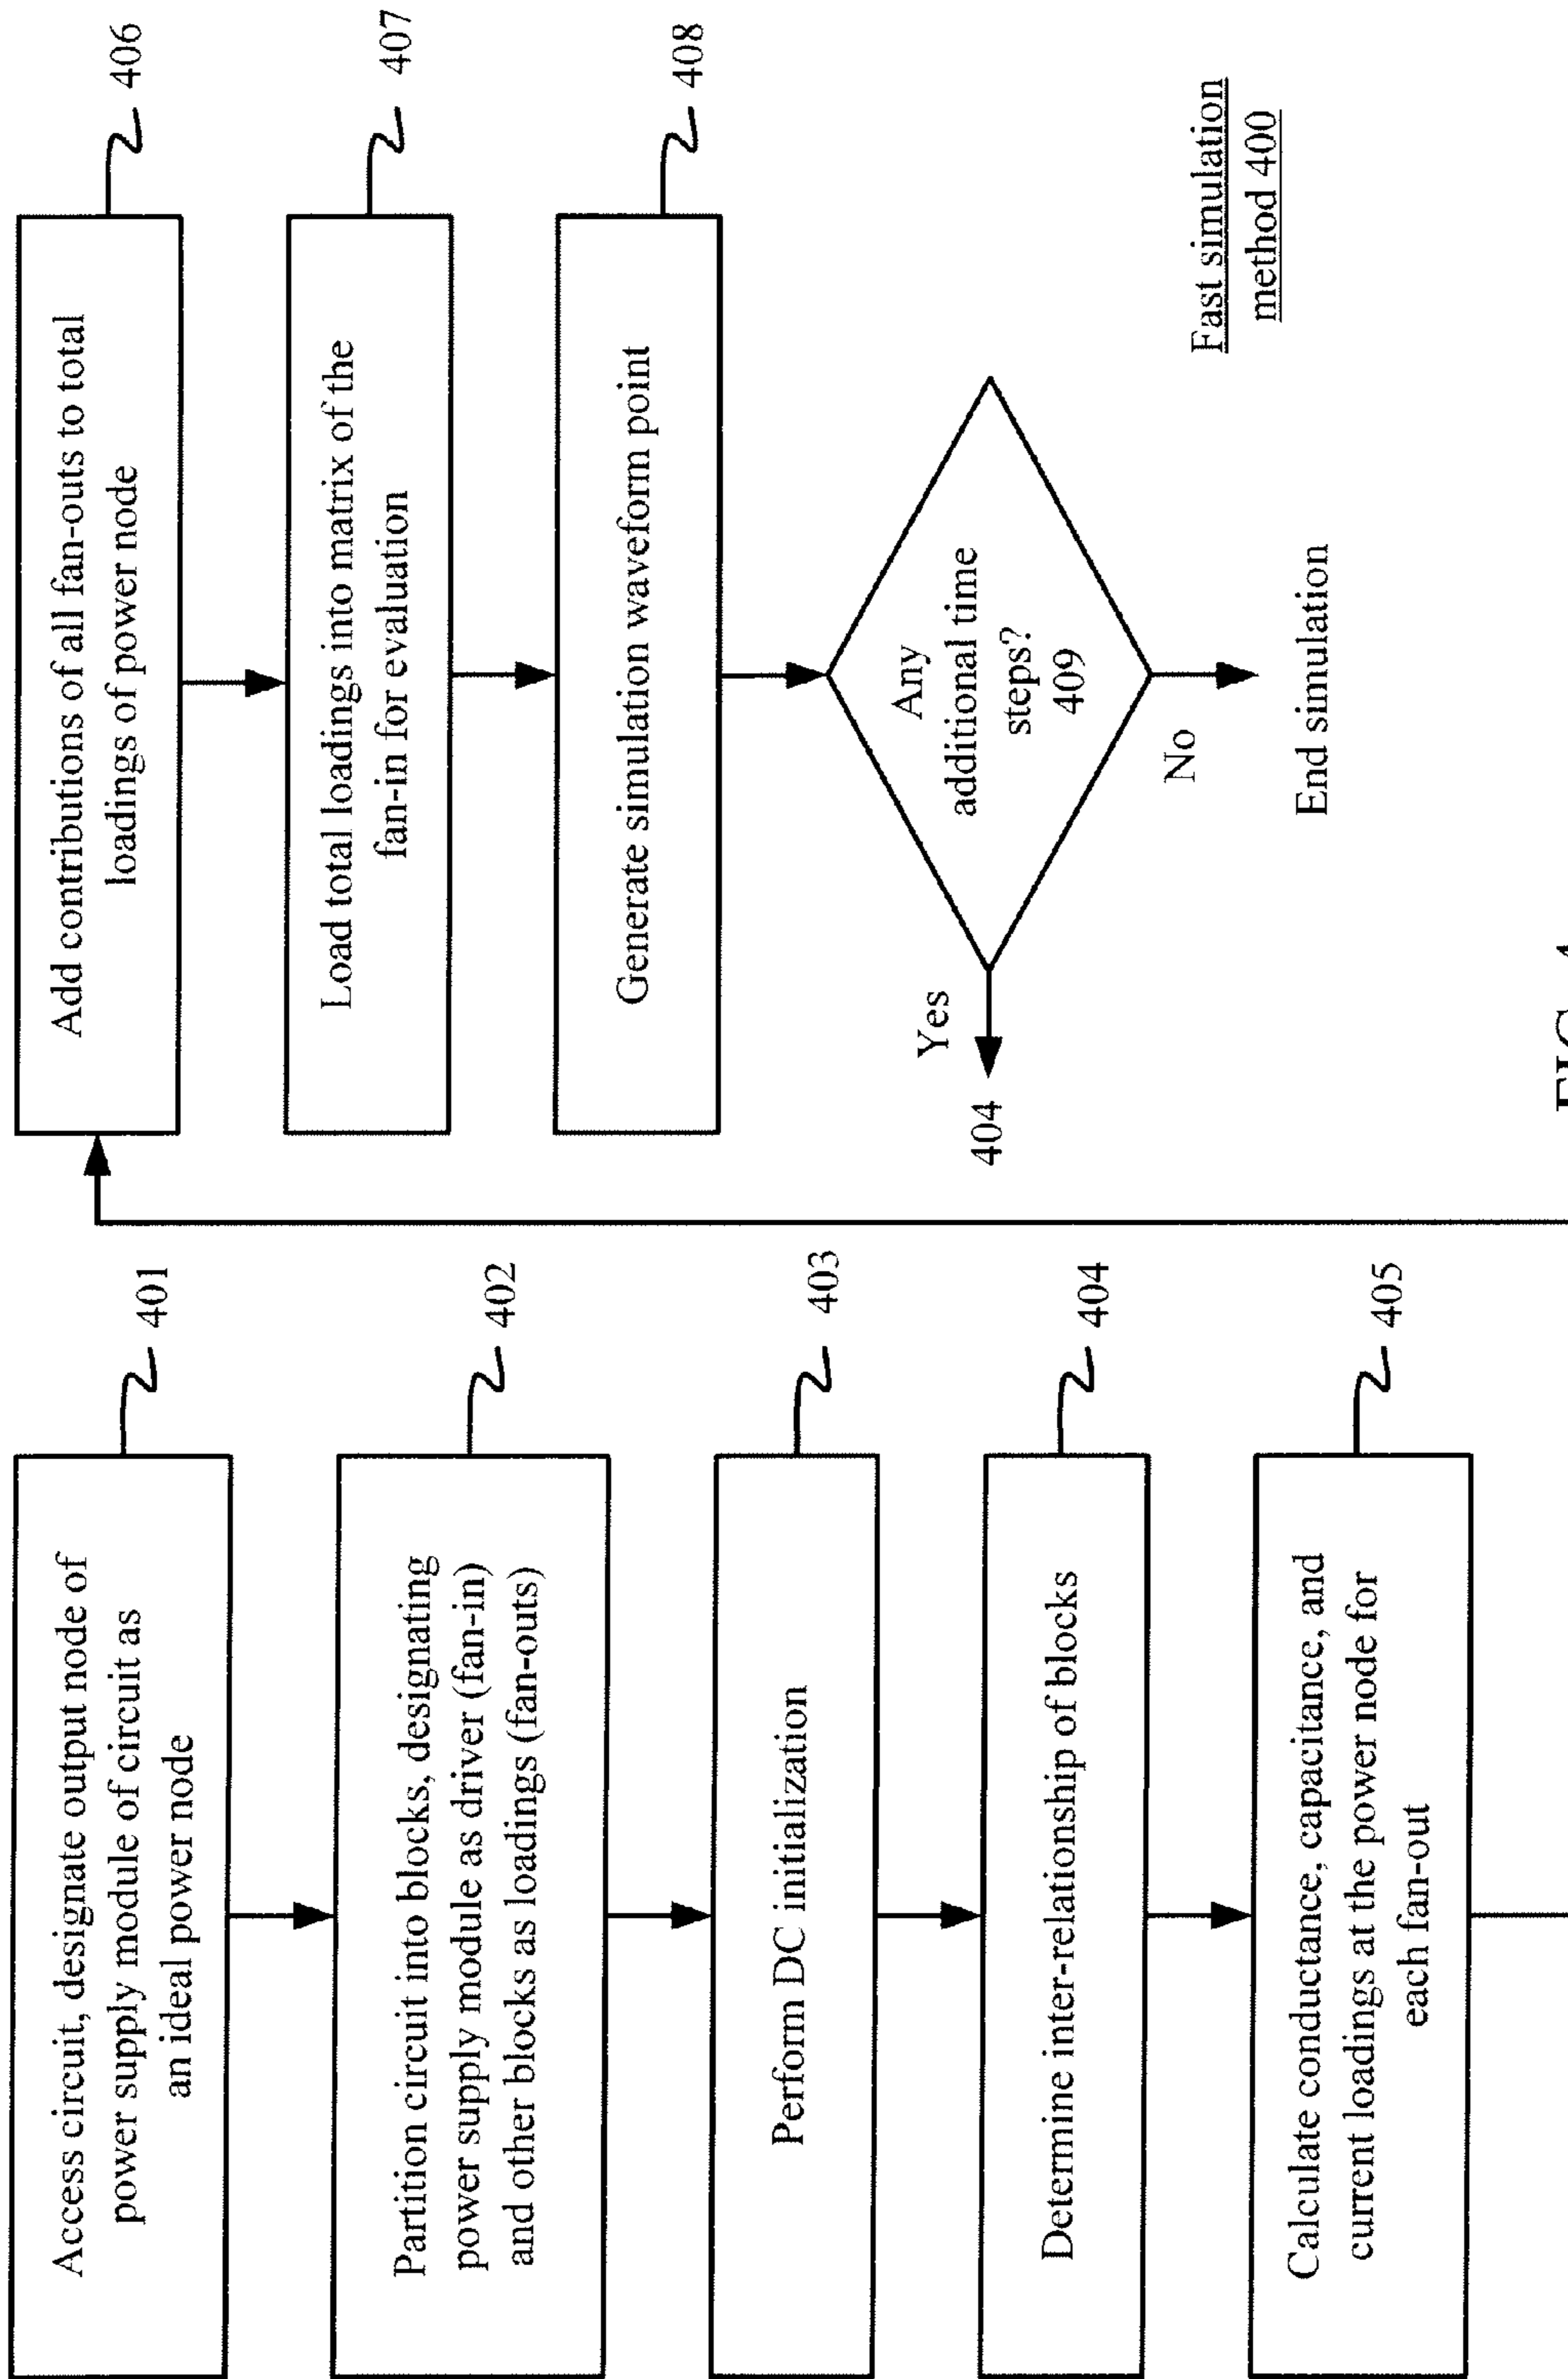 Access circuit, designate output node of
power supply module of circuit as
an ideal power node
401
Partition circuit into blocks, designating
power supply module as driver (fan-in)
and other blocks as loadings (fan-outs)
402
Perform DC initialization
403
Determine inter-relationship of blocks
404
Calculate conductance, capacitance, and
current loadings at the power node for
each fan-out
405
Add contributions of all fan-outs to total
loadings of power node
406
Load total loadings into matrix of the
fan-in for evaluation
407
Generate simulation waveform point
408
Any
additional time
steps?
409
Yes
404
No
End simulation
Fast simulation
method 400